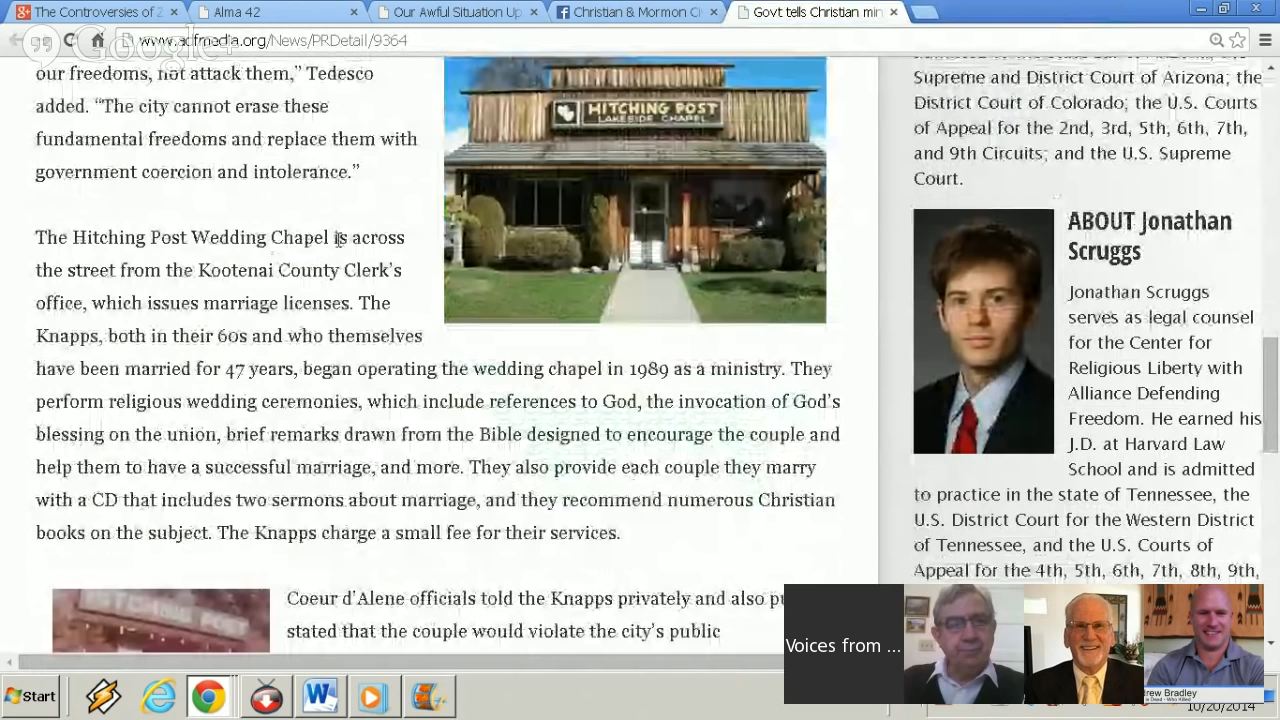 The Controversies of Z
Alma 42
Our Awful Situation Up
Christian & Mormon C
Govt tells Christian min
www.adfmedia.org/News/PRDetail/9364
Google+
our freedoms, not attack them,” Tedesco
added. “The city cannot erase these
fundamental freedoms and replace them with
government coercion and intolerance.”
HITCHING POST
LAKESIDE CHAPEL
The Hitching Post Wedding Chapel is across
the street from the Kootenai County Clerk’s
office, which issues marriage licenses. The
Knapps, both in their 60s and who themselves
have been married for 47 years, began operating the wedding chapel in 1989 as a ministry. They
perform religious wedding ceremonies, which include references to God, the invocation of God’s
blessing on the union, brief remarks drawn from the Bible designed to encourage the couple and
help them to have a successful marriage, and more. They also provide each couple they marry
with a CD that includes two sermons about marriage, and they recommend numerous Christian
books on the subject. The Knapps charge a small fee for their services.
Coeur d’Alene officials told the Knapps privately and also pu
stated that the couple would violate the city’s public
Supreme and District Court of Arizona; the
District Court of Colorado; the U.S. Courts
of Appeal for the 2nd, 3rd, 5th, 6th, 7th,
and 9th Circuits; and the U.S. Supreme
Court.
ABOUT Jonathan
Scruggs
Jonathan Scruggs
serves as legal counsel
for the Center for
Religious Liberty with
Alliance Defending
Freedom. He earned his
J.D. at Harvard Law
School and is admitted
to practice in the state of Tennessee, the
U.S. District Court for the Western District
of Tennessee, and the U.S. Courts of
Appeal for the 4th, 5th, 6th, 7th, 8th, 9th,
Voices from ...
drew Bradley
e Dead - Who Killed
Start
10/20/2014